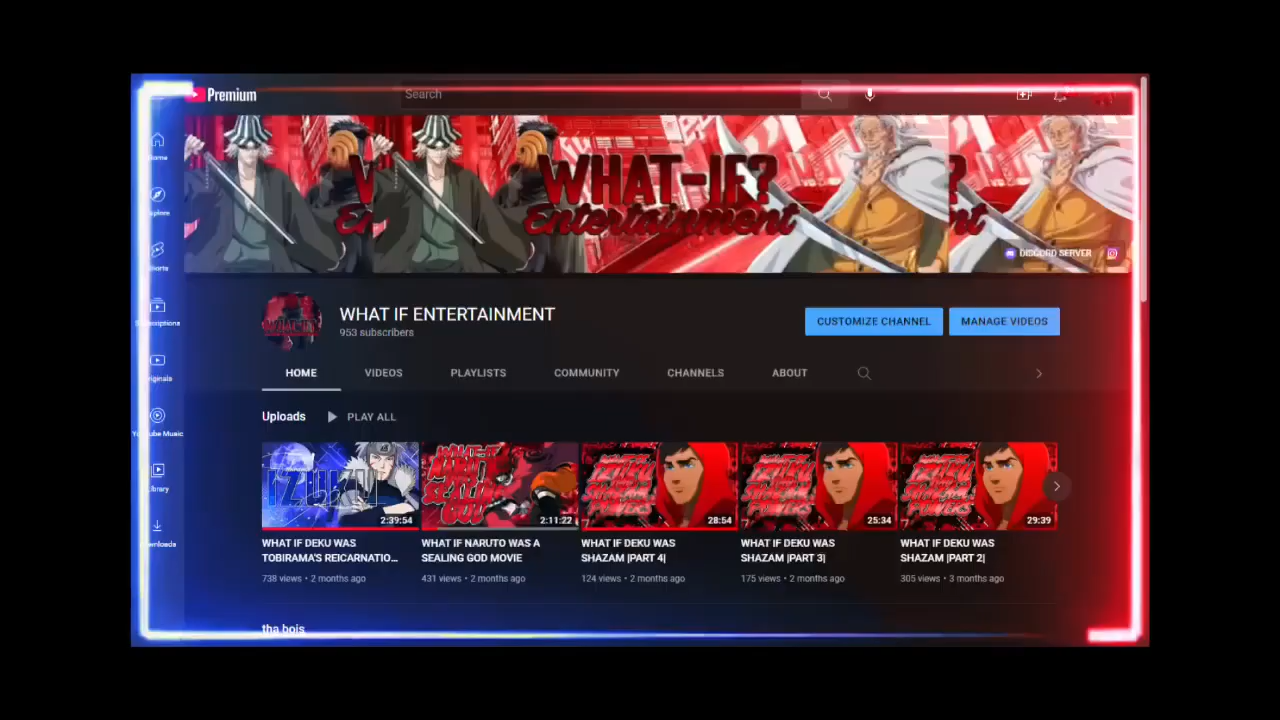 Premium
Search
WHAT-IF?
Entertainment
DISCORD SERVER
WHAT IF ENTERTAINMENT
953 subscribers
CUSTOMIZE CHANNEL
MANAGE VIDEOS
HOME
VIDEOS
PLAYLISTS
COMMUNITY
CHANNELS
ABOUT
Uploads
PLAY ALL
IZUKU
2:39:54
WHAT IF DEKU WAS
TOBIRAMA'S REICARNATIO...
738 views • 2 months ago
2:11:22
WHAT IF NARUTO WAS A
SEALING GOD MOVIE
431 views • 2 months ago
28:54
WHAT IF DEKU WAS
SHAZAM |PART 4|
124 views • 2 months ago
25:34
WHAT IF DEKU WAS
SHAZAM |PART 3|
175 views • 2 months ago
29:39
WHAT IF DEKU WAS
SHAZAM |PART 2|
305 views • 3 months ago
tha bois